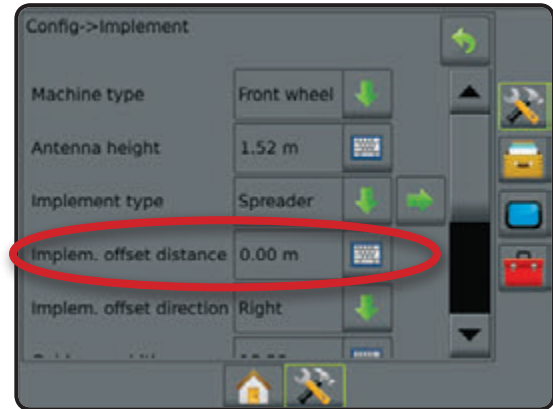 Config->Implement
Machine type Front wheel
Antenna height 1.52 m
Implement type Spreader
Implem. offset distance 0.00 m
Implem. offset direction Right